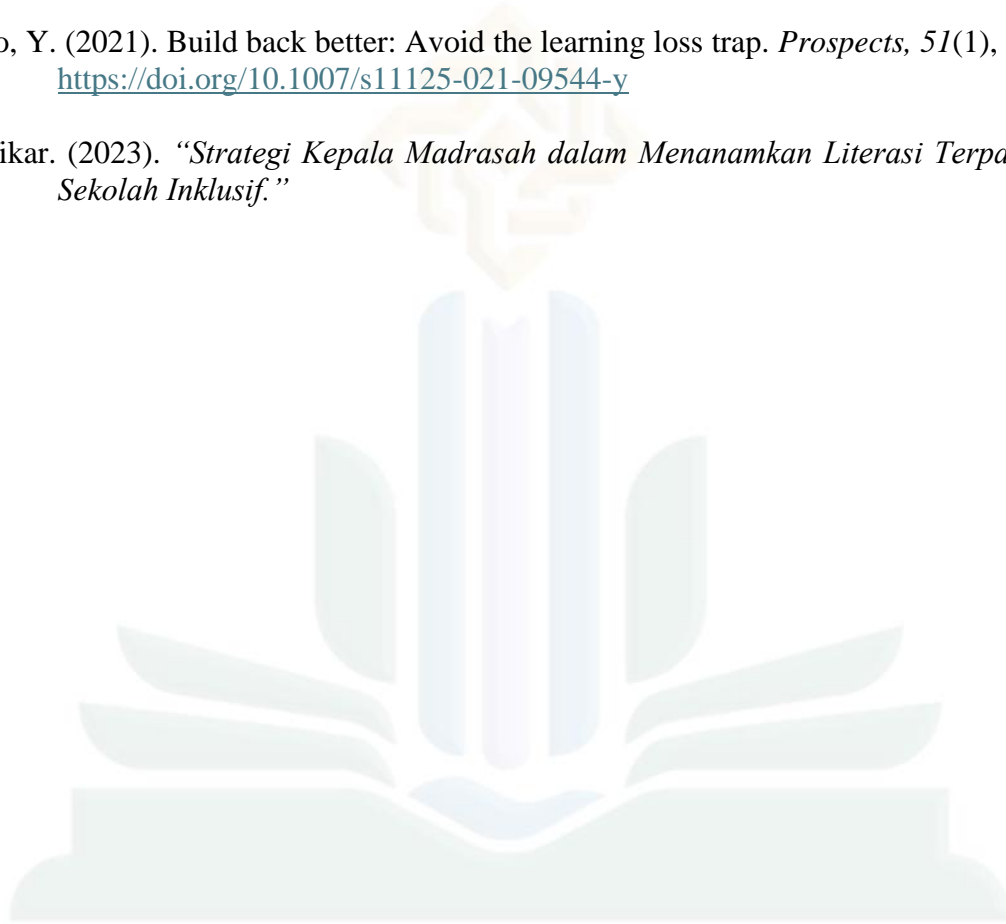 o, Y. (2021). Build back better: Avoid the learning loss trap. Prospects, 51(1),
https://doi.org/10.1007/s11125-021-09544-y
ikar. (2023). “Strategi Kepala Madrasah dalam Menanamkan Literasi Terpa
Sekolah Inklusif.”